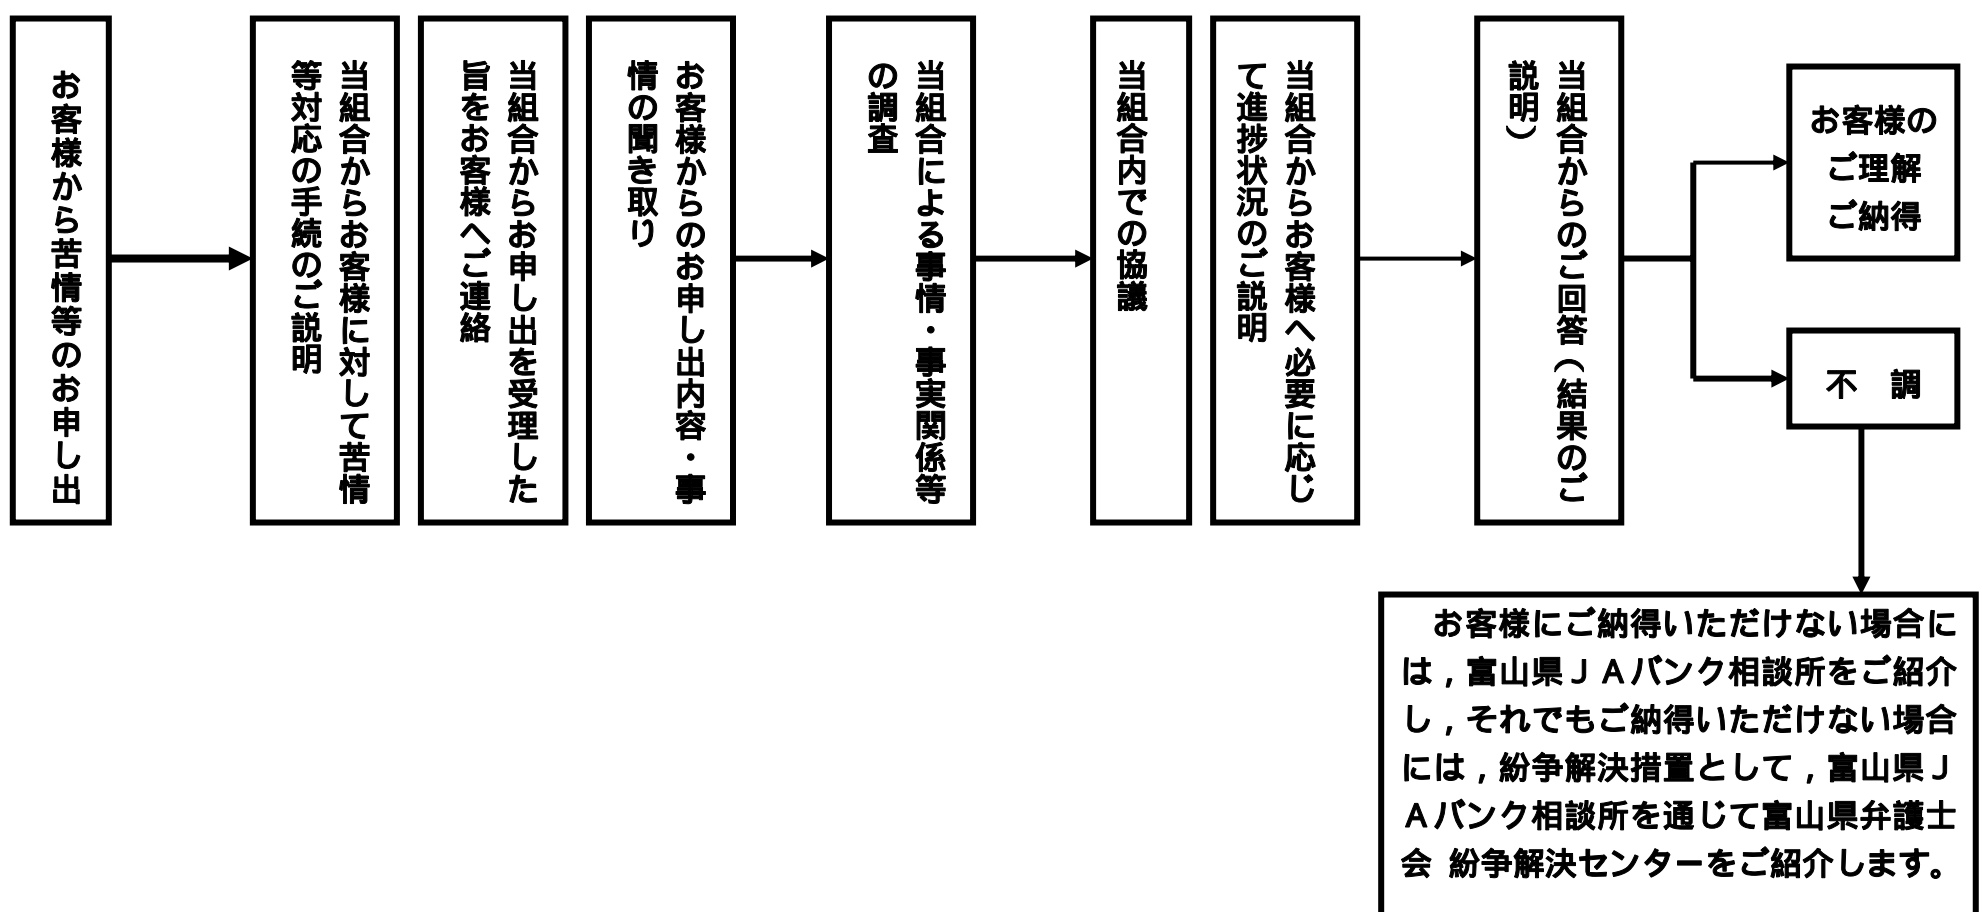 お客様から苦情等のお申し出
当組合からお客様に対して苦情
等対応の手続のご説明
当組合からお申し出を受理した
旨をお客様へご連絡
お客様からのお申し出内容・事
情の聞き取り
当組合による事情・事実関係等
の調査
当組合内での協議
当組合からお客様へ必要に応じ
て進捗状況のご説明
当組合からのご回答（結果のご
説明）
お客様の
ご理解
ご納得
不　調
お客様にご納得いただけない場合に
は，富山県ＪＡバンク相談所をご紹介
し，それでもご納得いただけない場合
には，紛争解決措置として，富山県Ｊ
Ａバンク相談所を通じて富山県弁護士
会 紛争解決センターをご紹介します。